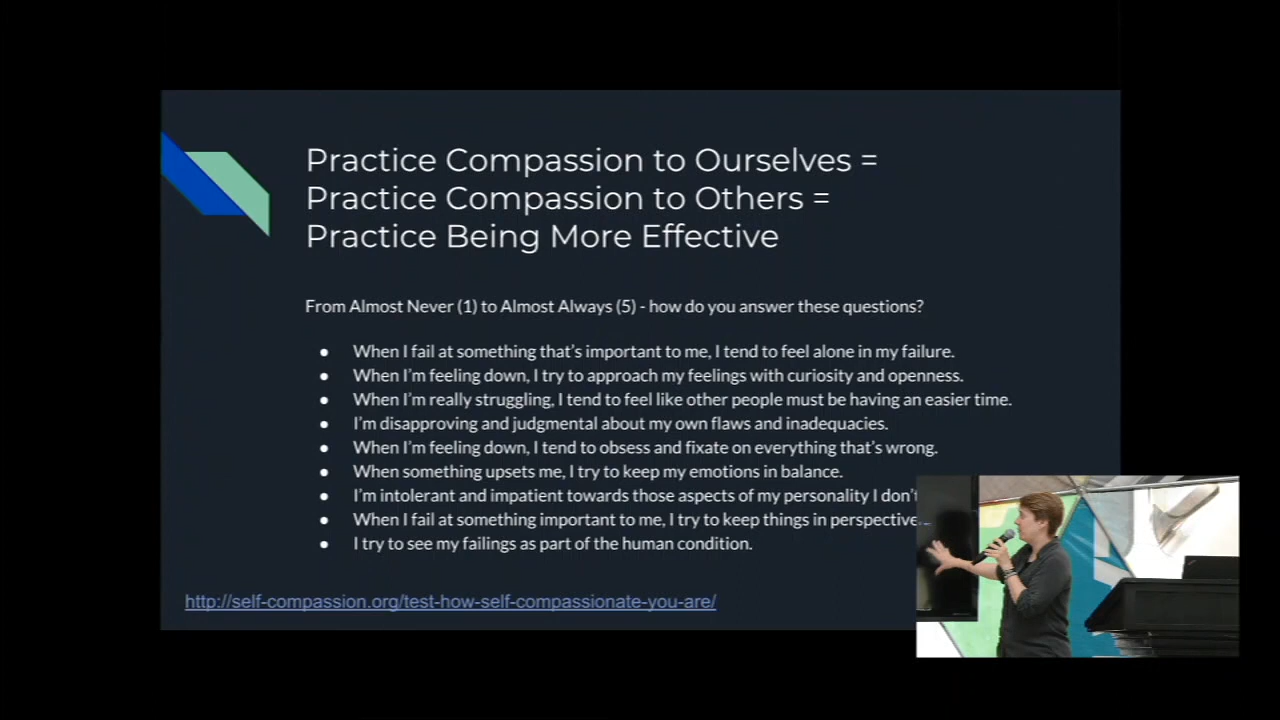 Practice Compassion to Ourselves =
Practice Compassion to Others =
Practice Being More Effective
From Almost Never (1) to Almost Always (5) - how do you answer these questions?
● When I fail at something that's important to me, I tend to feel alone in my failure.
● When I'm feeling down, I try to approach my feelings with curiosity and openness.
● When I'm really struggling, I tend to feel like other people must be having an easier time.
● I'm disapproving and judgmental about my own flaws and inadequacies.
● When I'm feeling down, I tend to obsess and fixate on everything that's wrong.
● When something upsets me, I try to keep my emotions in balance.
● I'm intolerant and impatient towards those aspects of my personality I don't
● When I fail at something important to me, I try to keep things in perspective.
● I try to see my failings as part of the human condition.
http://self-compassion.org/test-how-self-compassionate-you-are/